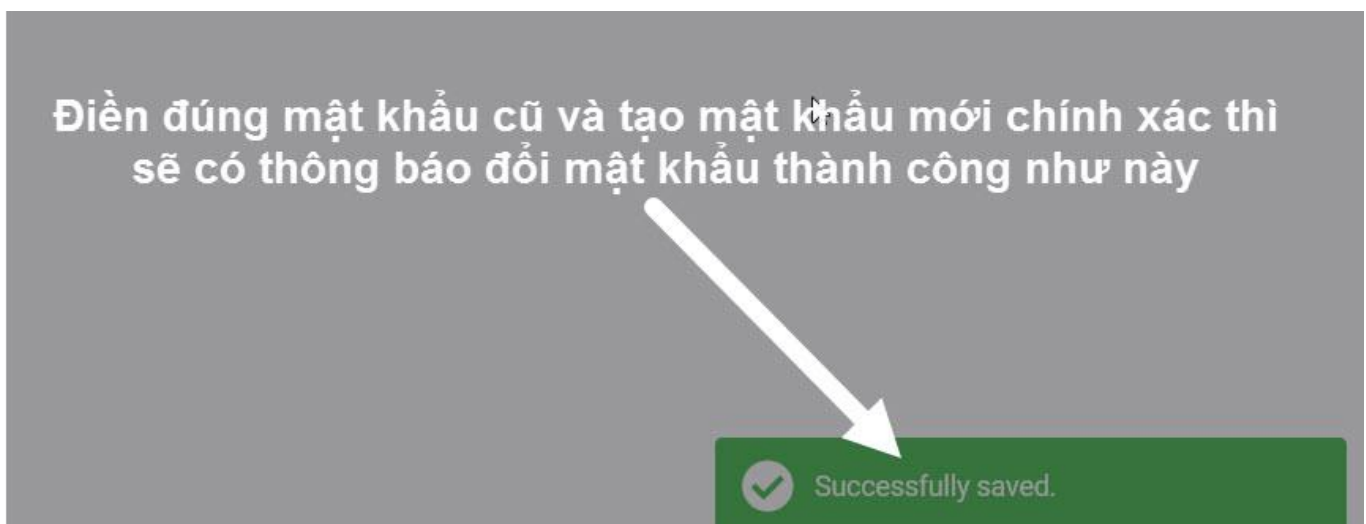 Điền đúng mật khẩu cũ và tạo mật khẩu mới chính xác thì
sẽ có thông báo đổi mật khẩu thành công như này
Successfully saved.